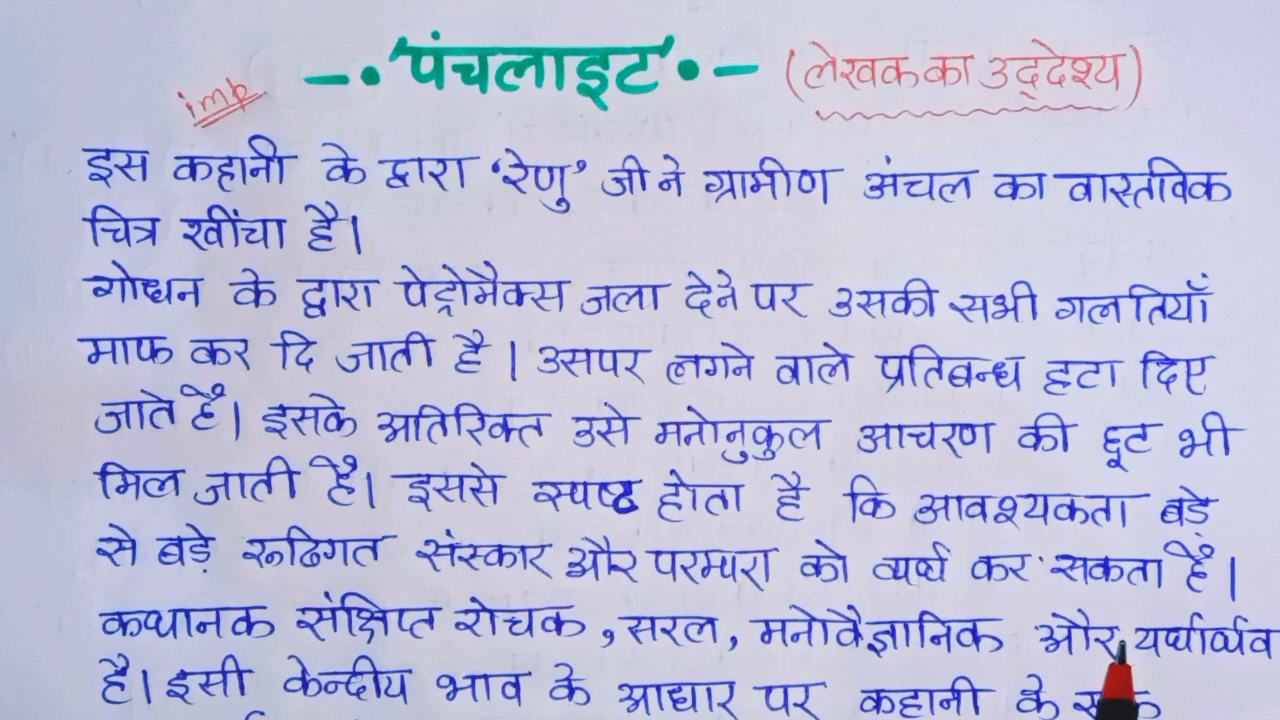 -• 'पंचलाइट' •- (लेखक का उद्देश्य)
imp
इस कहानी के द्वारा 'रेणु' जी ने ग्रामीण अंचल का वास्तविक
चित्र खींचा है।
गोधन के द्वारा पेट्रोमैक्स जला देने पर उसकी सभी गलतियाँ
माफ कर दि जाती है। उसपर लगने वाले प्रतिबन्ध हटा दिए
जाते है। इसके अतिरिक्त उसे मनोनुकुल आचरण की छूट भी
मिल जाती है। इससे स्पष्ठ होता है कि आवश्यकता बड़े
से बड़े रूढिगत संस्कार और परम्परा को व्यर्थ कर सकता है।
कथानक संक्षिप्त रोचक, सरल, मनोवैज्ञानिक और
है। इसी केन्दीय भाव के आधार पर कहानी के